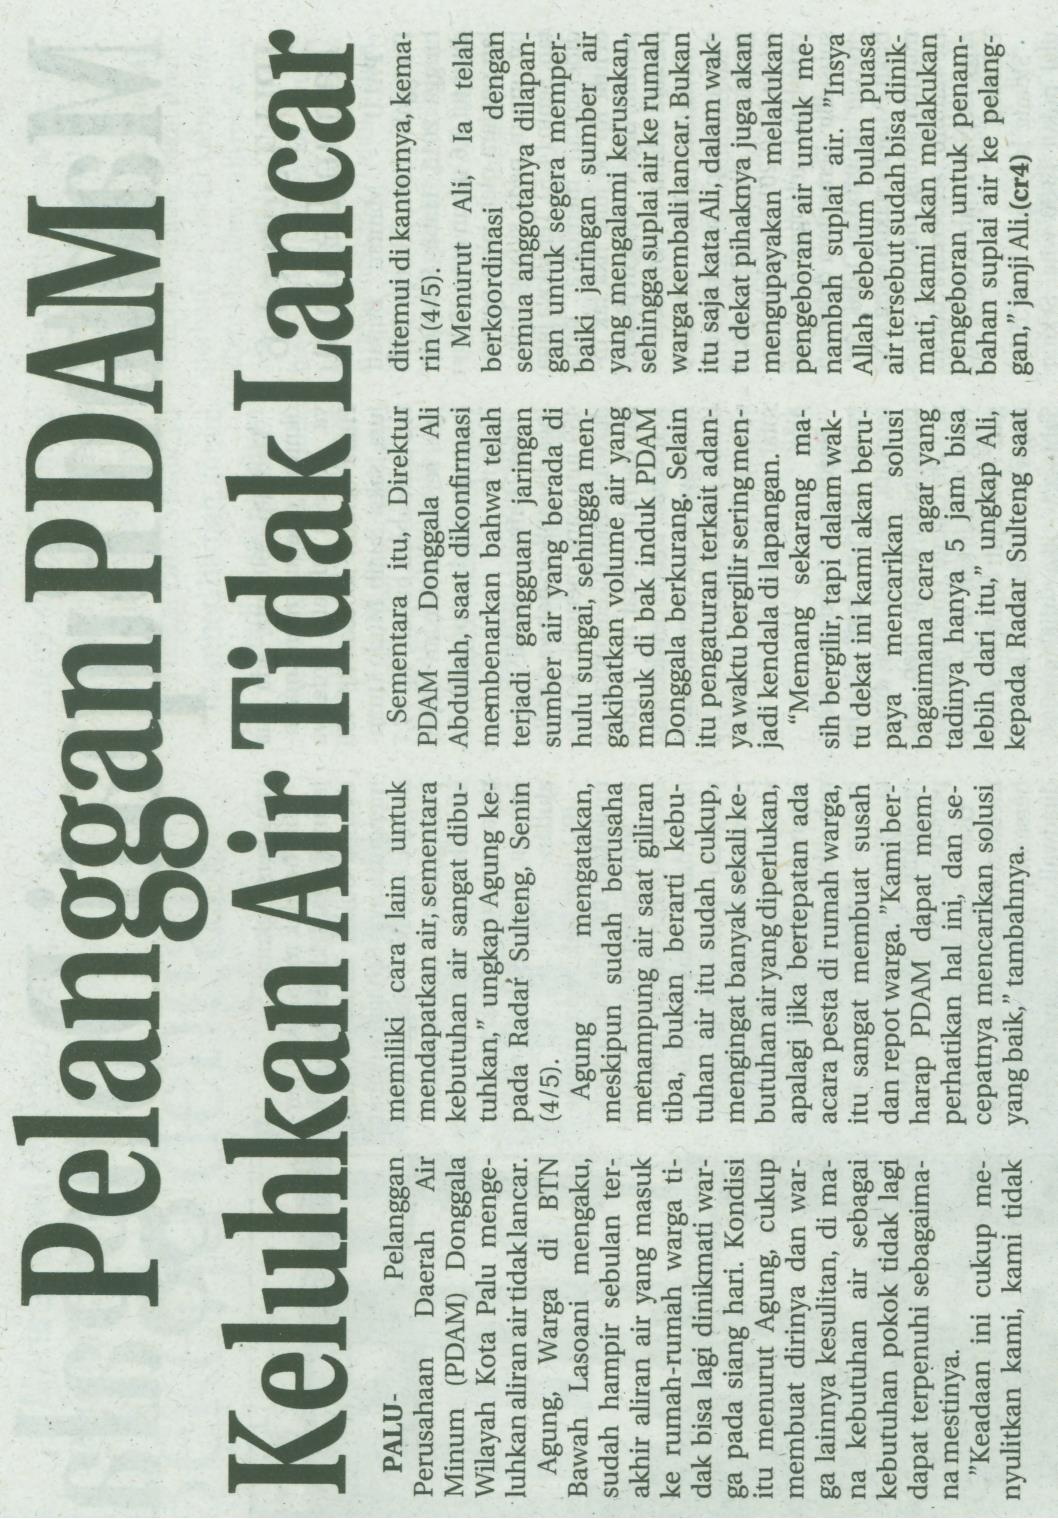 Pelanggan PDAM
Keluhkan Air Tidak Lancar
PALU- Pelanggan
Perusahaan Daerah Air
Minum (PDAM) Donggala
Wilayah Kota Palu menge-
luhkan aliran air tidak lancar.
Agung, Warga di BTN
Bawah Lasoani mengaku,
sudah hampir sebulan ter-
akhir aliran air yang masuk
ke rumah-rumah warga ti-
dak bisa lagi dinikmati war-
ga pada siang hari. Kondisi
itu menurut Agung, cukup
membuat dirinya dan war-
ga lainnya kesulitan, di ma-
na kebutuhan air sebagai
kebutuhan pokok tidak lagi
dapat terpenuhi sebagaima-
na mestinya.
"Keadaan ini cukup me-
nyulitkan kami, kami tidak
memiliki cara lain untuk
mendapatkan air, sementara
kebutuhan air sangat dibu-
tuhkan," ungkap Agung ke-
pada Radar Sulteng, Senin
(4/5).
Agung mengatakan,
meskipun sudah berusaha
menampung air saat giliran
tiba, bukan berarti kebu-
tuhan air itu sudah cukup,
mengingat banyak sekali ke-
butuhan air yang diperlukan,
apalagi jika bertepatan ada
acara pesta di rumah warga,
itu sangat membuat susah
dan repot warga. "Kami ber-
harap PDAM dapat mem-
perhatikan hal ini, dan se-
cepatnya mencarikan solusi
yang baik," tambahnya.
Sementara itu, Direktur
PDAM Donggala Ali
Abdullah, saat dikonfirmasi
membenarkan bahwa telah
terjadi gangguan jaringan
sumber air yang berada di
hulu sungai, sehingga men-
gakibatkan volume air yang
masuk di bak induk PDAM
Donggala berkurang. Selain
itu pengaturan terkait adan-
ya waktu bergilir sering men-
jadi kendala di lapangan.
"Memang sekarang ma-
sih bergilir, tapi dalam wak-
tu dekat ini kami akan beru-
paya mencarikan solusi
bagaimana cara agar yang
tadinya hanya 5 jam bisa
lebih dari itu," ungkap Ali,
kepada Radar Sulteng saat
ditemui di kantornya, kema-
rin (4/5).
Menurut Ali, Ia telah
berkoordinasi dengan
semua anggotanya dilapan-
gan untuk segera memper-
baiki jaringan sumber air
yang mengalami kerusakan,
sehingga suplai air ke rumah
warga kembali lancar. Bukan
itu saja kata Ali, dalam wak-
tu dekat pihaknya juga akan
mengupayakan melakukan
pengeboran air untuk me-
nambah suplai air. "Insya
Allah sebelum bulan puasa
air tersebut sudah bisa dinik-
mati, kami akan melakukan
pengeboran untuk penam-
bahan suplai air ke pelang-
gan," janji Ali.(cr4)